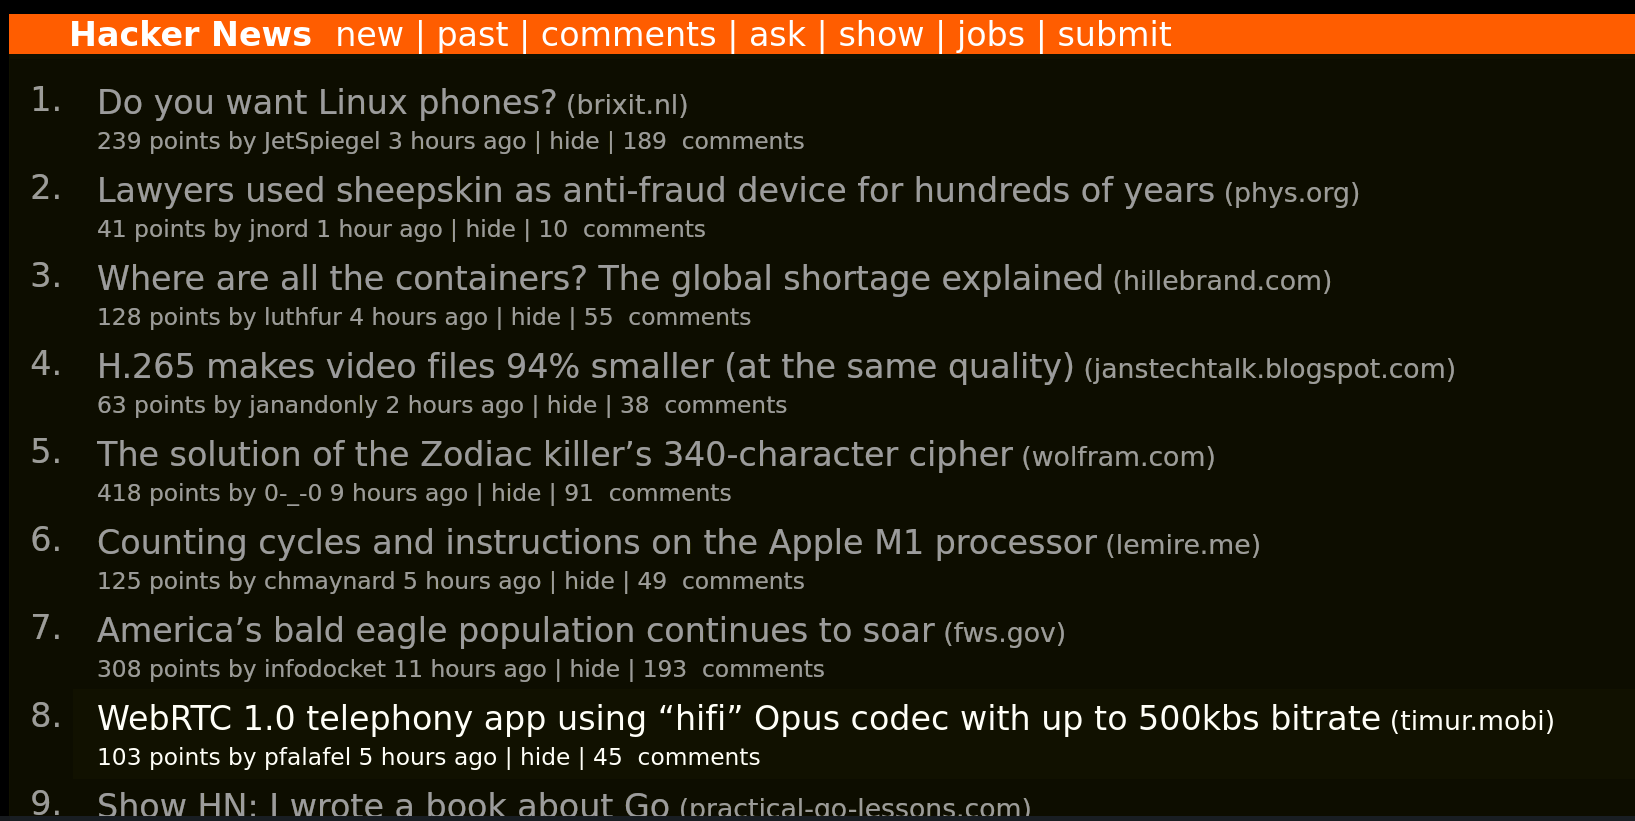 Hacker News new | past | comments | ask | show | jobs | submit
1. Do you want Linux phones? (brixit.nl)
239 points by JetSpiegel 3 hours ago | hide | 189 comments
2. Lawyers used sheepskin as anti-fraud device for hundreds of years (phys.org)
41 points by jnord 1 hour ago | hide | 10 comments
3. Where are all the containers? The global shortage explained (hillebrand.com)
128 points by luthfur 4 hours ago | hide | 55 comments
4. H.265 makes video files 94% smaller (at the same quality) (janstechtalk.blogspot.com)
63 points by janandonly 2 hours ago | hide | 38 comments
5. The solution of the Zodiac killer’s 340-character cipher (wolfram.com)
418 points by 0-_-0 9 hours ago | hide | 91 comments
6. Counting cycles and instructions on the Apple M1 processor (lemire.me)
125 points by chmaynard 5 hours ago | hide | 49 comments
7. America’s bald eagle population continues to soar (fws.gov)
308 points by infodocket 11 hours ago | hide | 193 comments
8. WebRTC 1.0 telephony app using “hifi” Opus codec with up to 500kbs bitrate (timur.mobi)
103 points by pfalafel 5 hours ago | hide | 45 comments
9. Show HN: I wrote a book about Go (practical-go-lessons.com)